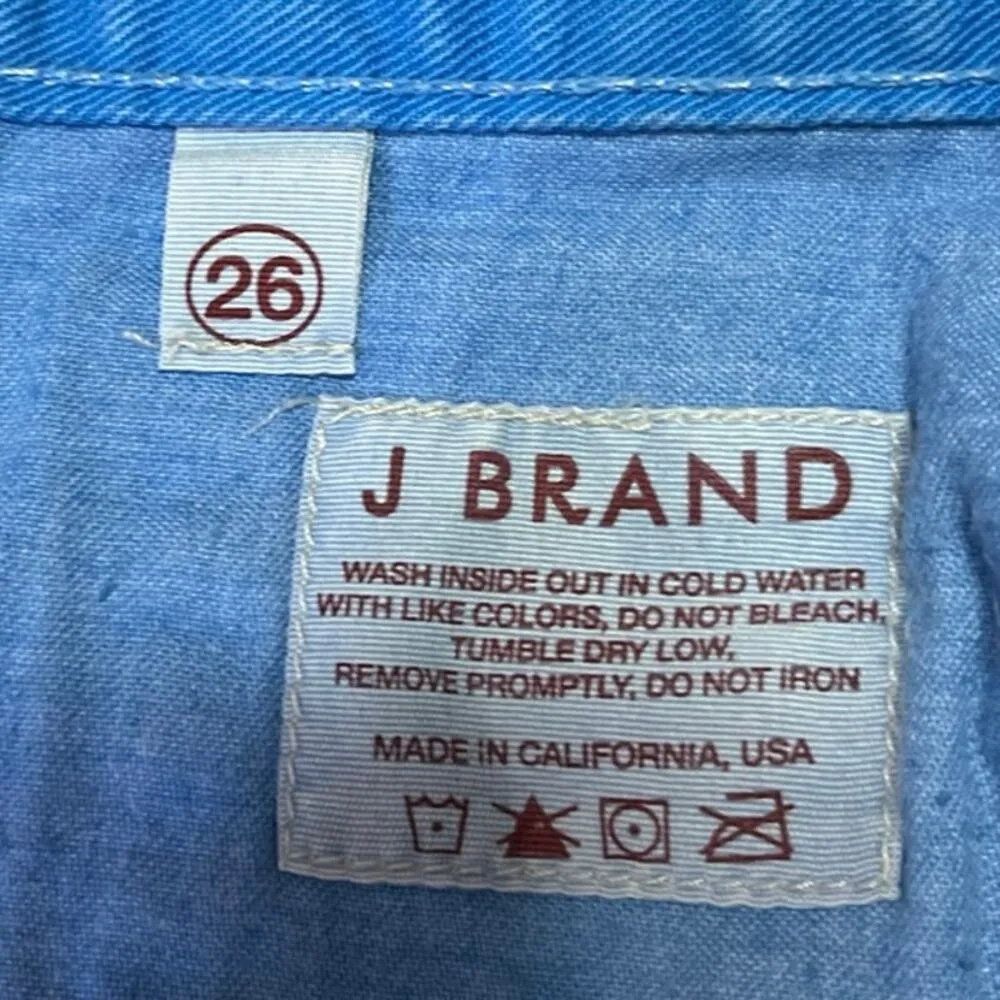 26
J BRAND
WASH INSIDE OUT IN COLD WATER
WITH LIKE COLORS, DO NOT BLEACH,
TUMBLE DRY LOW,
REMOVE PROMPTLY, DO NOT IRON
MADE IN CALIFORNIA, USA